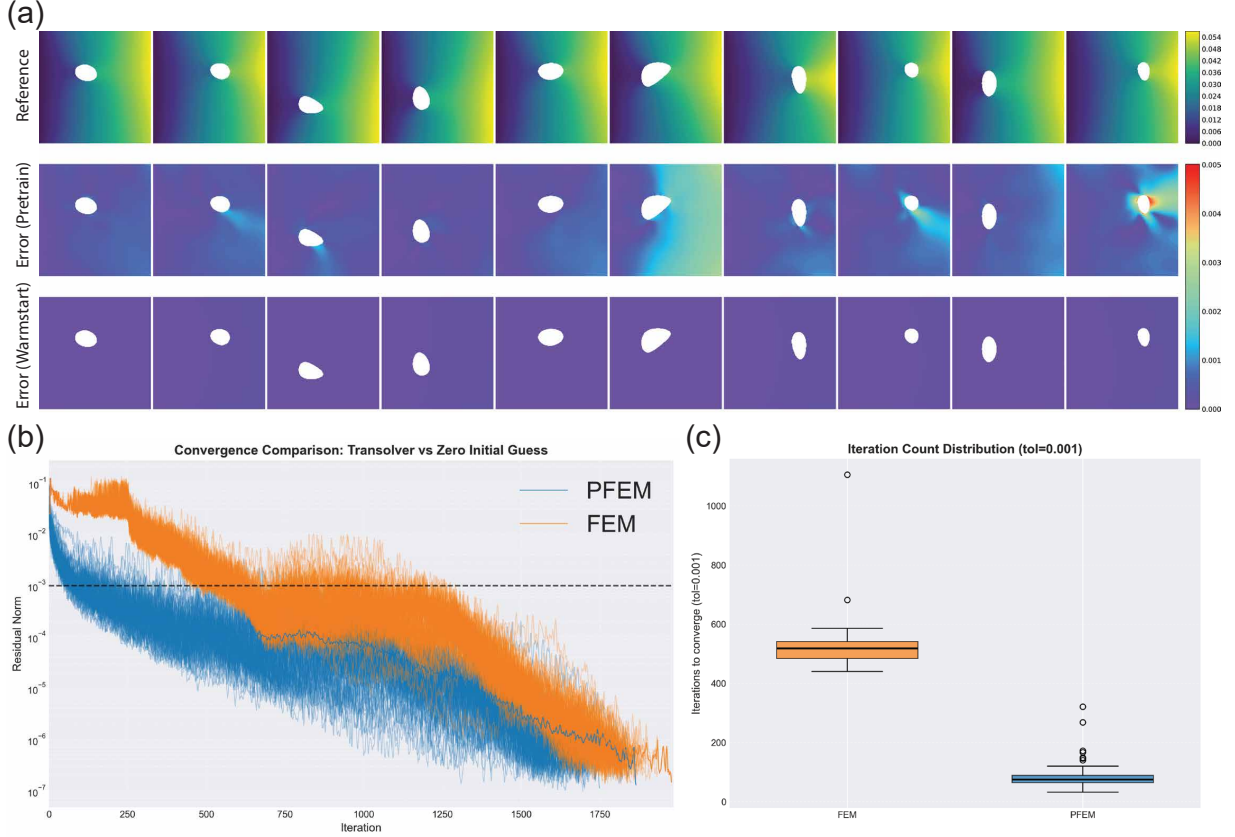 (a)
Reference
0.054
0.048
0.042
0.036
0.030
0.024
0.018
0.012
0.006
0.000
Error (Pretrain)
Error (Warmstart)
0.005
0.004
0.003
0.002
0.001
0.000
(b)
Convergence Comparison: Transolver vs Zero Initial Guess
PFEM
FEM
Residual Norm
10⁻¹
10⁻²
10⁻³
10⁻⁴
10⁻⁵
10⁻⁶
10⁻⁷
0 250 500 750 1000 1250 1500 1750
Iteration
(c)
Iteration Count Distribution (tol=0.001)
Iterations to converge (tol=0.001)
1000
800
600
400
200
0
FEM PFEM